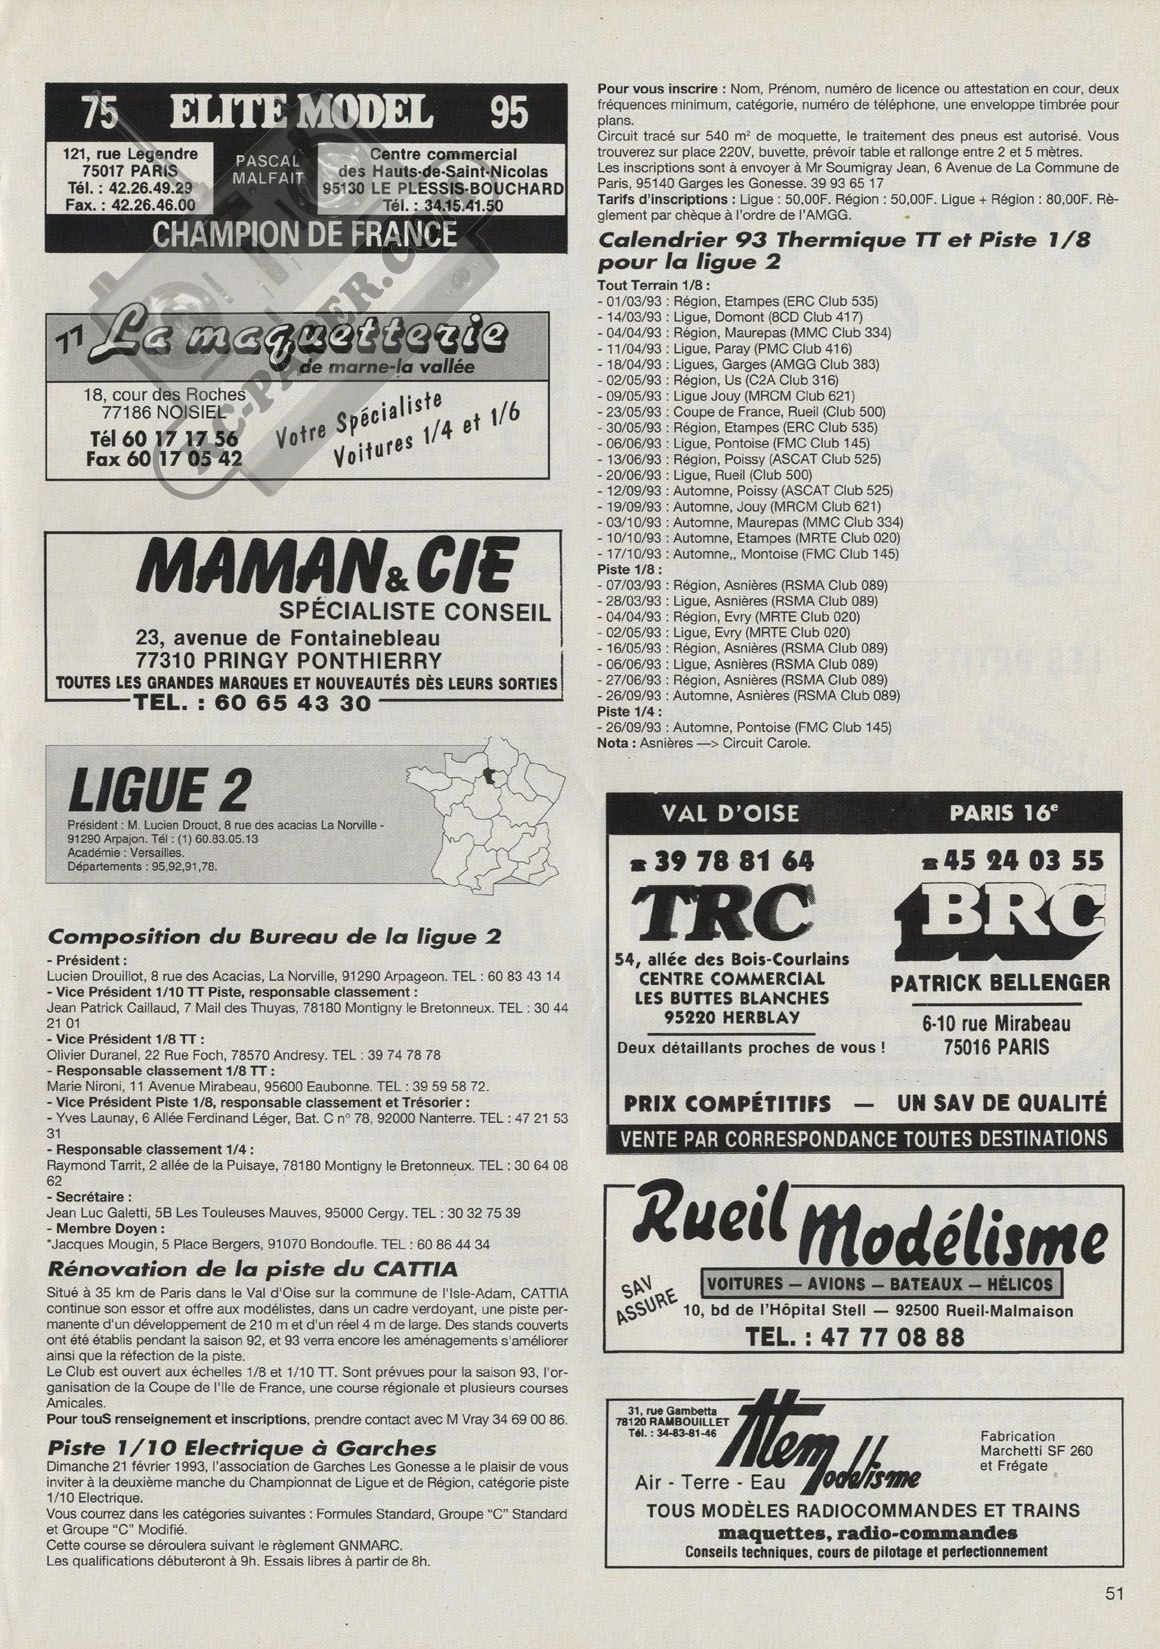 75 ELITE MODEL 95
121, rue Legendre
75017 PARIS
Tél. : 42.26.49.29
Fax. : 42.26.46.00
PASCAL
MALFAIT
Centre commercial
des Hauts-de-Saint-Nicolas
95130 LE PLESSIS-BOUCHARD
Tél. : 34.15.41.50
CHAMPION DE FRANCE
RC-PAPER.COM
77 La maquetterie
de marne-la vallée
18, cour des Roches
77186 NOISIEL
Tél 60 17 17 56
Fax 60 17 05 42
Votre Spécialiste
Voitures 1/4 et 1/6
MAMAN & CIE
SPÉCIALISTE CONSEIL
23, avenue de Fontainebleau
77310 PRINGY PONTHIERRY
TOUTES LES GRANDES MARQUES ET NOUVEAUTÉS DÈS LEURS SORTIES
TEL. : 60 65 43 30
LIGUE 2
Président : M. Lucien Drouot, 8 rue des acacias La Norville -
91290 Arpajon. Tél : (1) 60.83.05.13
Académie : Versailles.
Départements : 95,92,91,78.
Composition du Bureau de la ligue 2
- Président :
Lucien Drouillot, 8 rue des Acacias, La Norville, 91290 Arpageon. TEL : 60 83 43 14
- Vice Président 1/10 TT Piste, responsable classement :
Jean Patrick Caillaud, 7 Mail des Thuyas, 78180 Montigny le Bretonneux. TEL : 30 44
21 01
- Vice Président 1/8 TT :
Olivier Duranel, 22 Rue Foch, 78570 Andresy. TEL : 39 74 78 78
- Responsable classement 1/8 TT :
Marie Nironi, 11 Avenue Mirabeau, 95600 Eaubonne. TEL : 39 59 58 72.
- Vice Président Piste 1/8, responsable classement et Trésorier :
- Yves Launay, 6 Allée Ferdinand Léger, Bat. C n° 78, 92000 Nanterre. TEL : 47 21 53
31
- Responsable classement 1/4 :
Raymond Tarrit, 2 allée de la Puisaye, 78180 Montigny le Bretonneux. TEL : 30 64 08
62
- Secrétaire :
Jean Luc Galetti, 5B Les Touleuses Mauves, 95000 Cergy. TEL : 30 32 75 39
- Membre Doyen :
*Jacques Mougin, 5 Place Bergers, 91070 Bondoufle. TEL : 60 86 44 34
Rénovation de la piste du CATTIA
Situé à 35 km de Paris dans le Val d'Oise sur la commune de l'Isle-Adam, CATTIA
continue son essor et offre aux modélistes, dans un cadre verdoyant, une piste per-
manente d'un développement de 210 m et d'un réel 4 m de large. Des stands couverts
ont été établis pendant la saison 92, et 93 verra encore les aménagements s'améliorer
ainsi que la réfection de la piste.
Le Club est ouvert aux échelles 1/8 et 1/10 TT. Sont prévues pour la saison 93, l'or-
ganisation de la Coupe de l'Ile de France, une course régionale et plusieurs courses
Amicales.
Pour touS renseignement et inscriptions, prendre contact avec M Vray 34 69 00 86.
Piste 1/10 Electrique à Garches
Dimanche 21 février 1993, l'association de Garches Les Gonesse a le plaisir de vous
inviter à la deuxième manche du Championnat de Ligue et de Région, catégorie piste
1/10 Electrique.
Vous courrez dans les catégories suivantes : Formules Standard, Groupe "C" Standard
et Groupe "C" Modifié.
Cette course se déroulera suivant le règlement GNMARC.
Les qualifications débuteront à 9h. Essais libres à partir de 8h.
Pour vous inscrire : Nom, Prénom, numéro de licence ou attestation en cour, deux
fréquences minimum, catégorie, numéro de téléphone, une enveloppe timbrée pour
plans.
Circuit tracé sur 540 m² de moquette, le traitement des pneus est autorisé. Vous
trouverez sur place 220V, buvette, prévoir table et rallonge entre 2 et 5 mètres.
Les inscriptions sont à envoyer à Mr Soumigray Jean, 6 Avenue de La Commune de
Paris, 95140 Garges les Gonesse. 39 93 65 17
Tarifs d'inscriptions : Ligue : 50,00F. Région : 50,00F. Ligue + Région : 80,00F. Rè-
glement par chèque à l'ordre de l'AMGG.
Calendrier 93 Thermique TT et Piste 1/8
pour la ligue 2
Tout Terrain 1/8 :
- 01/03/93 : Région, Etampes (ERC Club 535)
- 14/03/93 : Ligue, Domont (8CD Club 417)
- 04/04/93 : Région, Maurepas (MMC Club 334)
- 11/04/93 : Ligue, Paray (PMC Club 416)
- 18/04/93 : Ligues, Garges (AMGG Club 383)
- 02/05/93 : Région, Us (C2A Club 316)
- 09/05/93 : Ligue Jouy (MRCM Club 621)
- 23/05/93 : Coupe de France, Rueil (Club 500)
- 30/05/93 : Région, Etampes (ERC Club 535)
- 06/06/93 : Ligue, Pontoise (FMC Club 145)
- 13/06/93 : Région, Poissy (ASCAT Club 525)
- 20/06/93 : Ligue, Rueil (Club 500)
- 12/09/93 : Automne, Poissy (ASCAT Club 525)
- 19/09/93 : Automne, Jouy (MRCM Club 621)
- 03/10/93 : Automne, Maurepas (MMC Club 334)
- 10/10/93 : Automne, Etampes (MRTE Club 020)
- 17/10/93 : Automne,, Montoise (FMC Club 145)
Piste 1/8 :
- 07/03/93 : Région, Asnières (RSMA Club 089)
- 28/03/93 : Ligue, Asnières (RSMA Club 089)
- 04/04/93 : Région, Evry (MRTE Club 020)
- 02/05/93 : Ligue, Evry (MRTE Club 020)
- 16/05/93 : Région, Asnières (RSMA Club 089)
- 06/06/93 : Ligue, Asnières (RSMA Club 089)
- 27/06/93 : Région, Asnières (RSMA Club 089)
- 26/09/93 : Automne, Asnières (RSMA Club 089)
Piste 1/4 :
- 26/09/93 : Automne, Pontoise (FMC Club 145)
Nota : Asnières —> Circuit Carole.
VAL D'OISE
☎ 39 78 81 64
TRC
54, allée des Bois-Courlains
CENTRE COMMERCIAL
LES BUTTES BLANCHES
95220 HERBLAY
Deux détaillants proches de vous !
PARIS 16e
☎ 45 24 03 55
BRC
PATRICK BELLENGER
6-10 rue Mirabeau
75016 PARIS
PRIX COMPÉTITIFS — UN SAV DE QUALITÉ
VENTE PAR CORRESPONDANCE TOUTES DESTINATIONS
Rueil Modélisme
SAV
ASSURE
VOITURES — AVIONS — BATEAUX — HÉLICOS
10, bd de l'Hôpital Stell — 92500 Rueil-Malmaison
TEL. : 47 77 08 88
31, rue Gambetta
78120 RAMBOUILLET
Tél. : 34-83-81-46
Atem Modelisme
Air - Terre - Eau
Fabrication
Marchetti SF 260
et Frégate
TOUS MODÈLES RADIOCOMMANDES ET TRAINS
maquettes, radio-commandes
Conseils techniques, cours de pilotage et perfectionnement
51